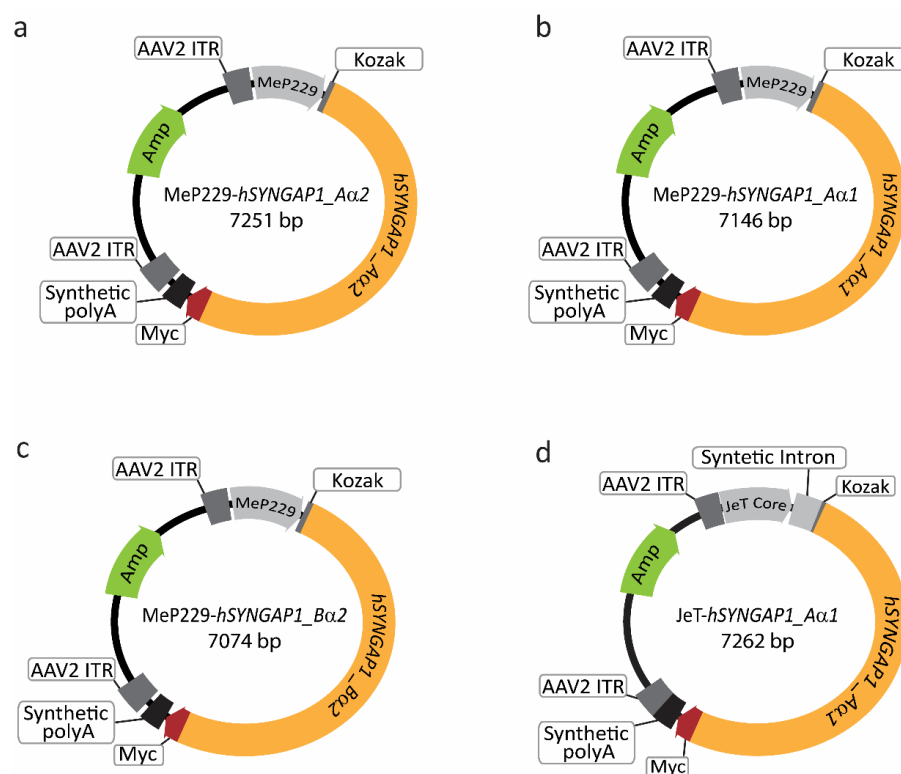 a
AAV2 ITR
Kozak
MeP229
Amp
MeP229-hSYNGAP1_Aα2
7251 bp
hSYNGAP1_Aα2
AAV2 ITR
Synthetic
polyA
Myc
b
AAV2 ITR
Kozak
MeP229
Amp
MeP229-hSYNGAP1_Aα1
7146 bp
hSYNGAP1_Aα1
AAV2 ITR
Synthetic
polyA
Myc
c
AAV2 ITR
Kozak
MeP229
Amp
MeP229-hSYNGAP1_Bα2
7074 bp
hSYNGAP1_Bα2
AAV2 ITR
Synthetic
polyA
Myc
d
Syntetic Intron
AAV2 ITR
Kozak
JeT Core
Amp
JeT-hSYNGAP1_Aα1
7262 bp
hSYNGAP1_Aα1
AAV2 ITR
Synthetic
polyA
Myc